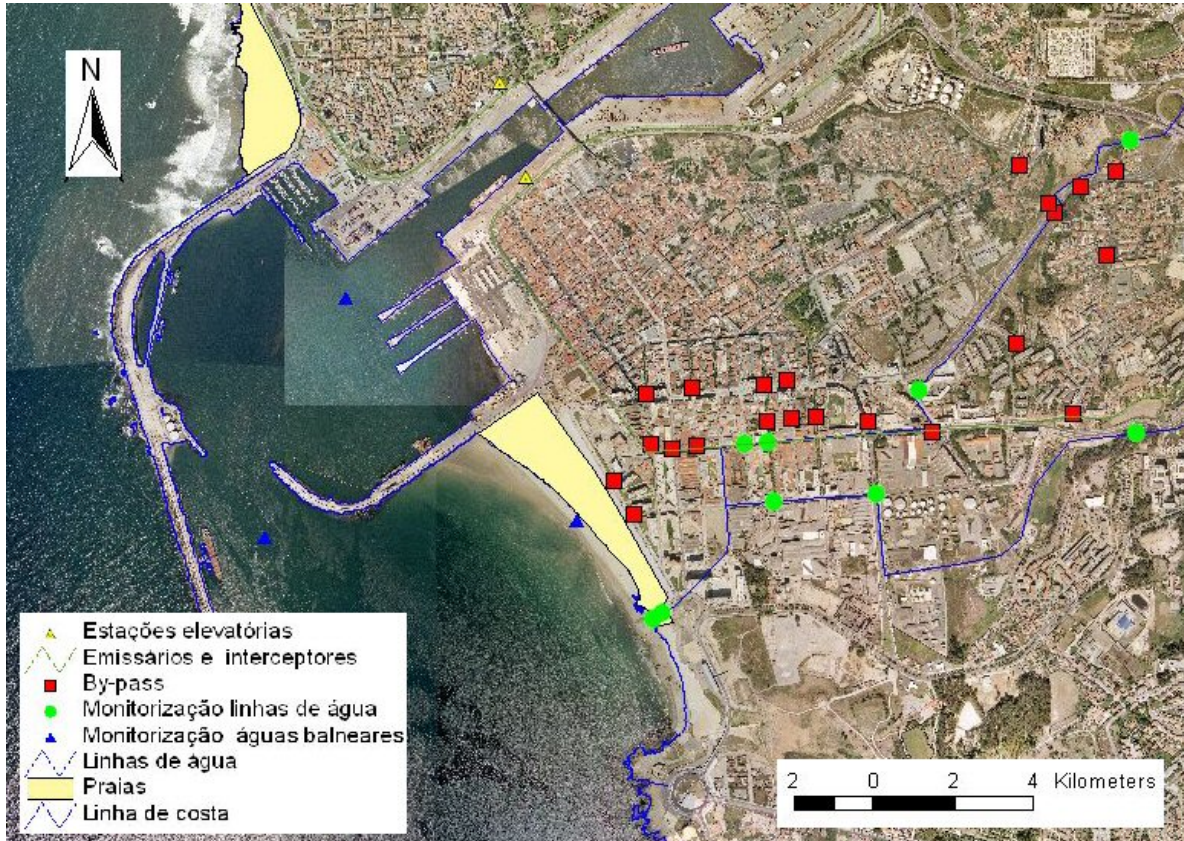 N
Estações elevatórias
Emissários e interceptores
By-pass
Monitorização linhas de água
Monitorização águas balneares
Linhas de água
Praias
Linha de costa
2 0 2 4 Kilometers